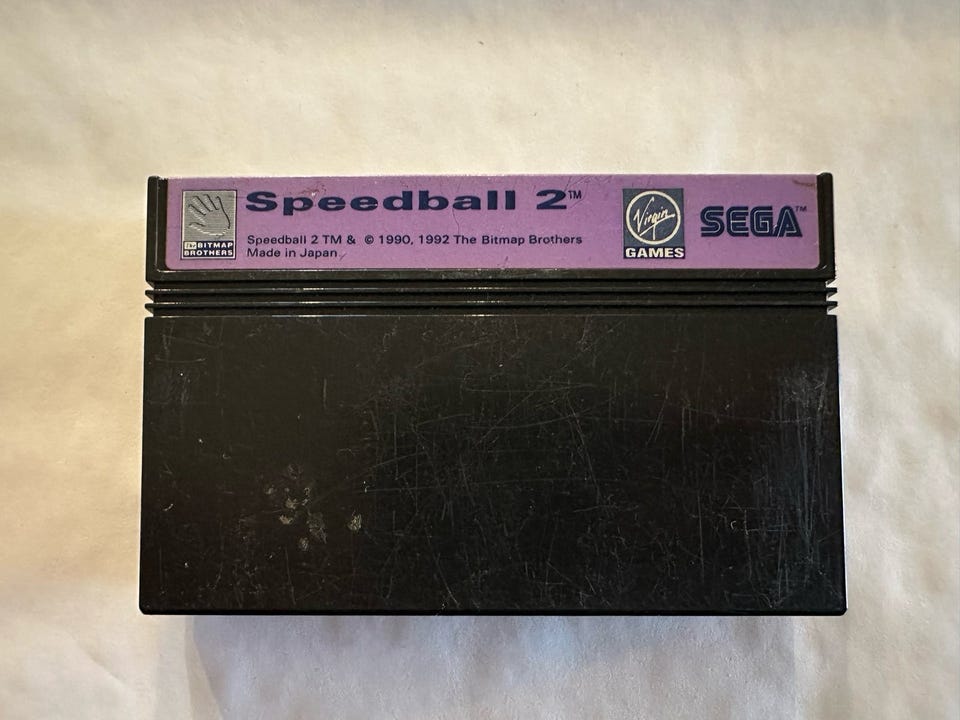 Speedball 2™
Speedball 2 TM & © 1990, 1992 The Bitmap Brothers
Made in Japan
The BITMAP
BROTHERS
Virgin
GAMES
SEGA™